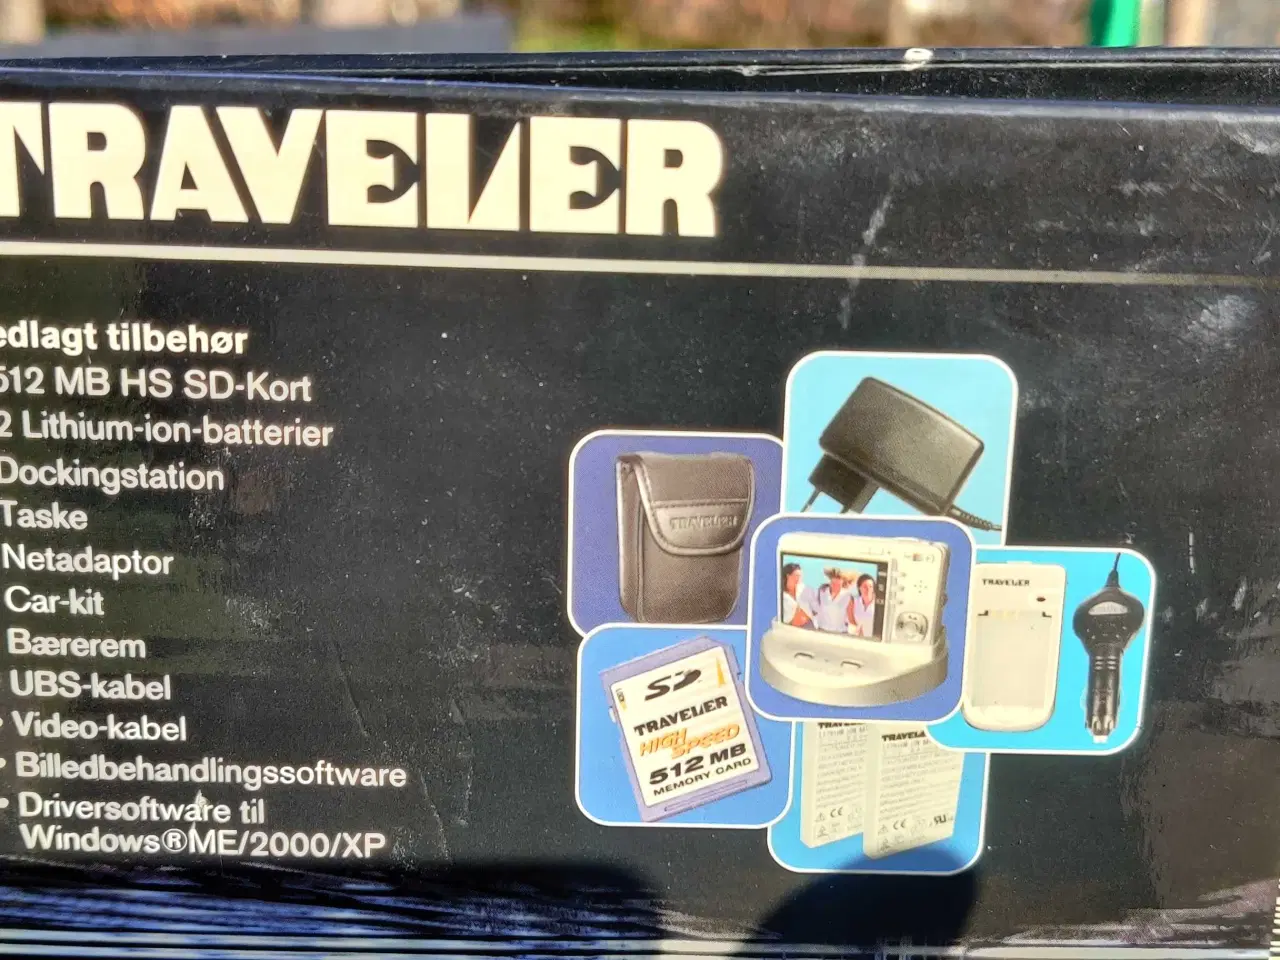 TRAVELER
edlagt tilbehør
512 MB HS SD-Kort
2 Lithium-ion-batterier
Dockingstation
Taske
Netadaptor
Car-kit
Bærerem
UBS-kabel
• Video-kabel
• Billedbehandlingssoftware
• Driversoftware til
Windows®ME/2000/XP
TRAVELER
TRAVELER
SD
TRAVELER
HIGH SPEED
512 MB
MEMORY CARD